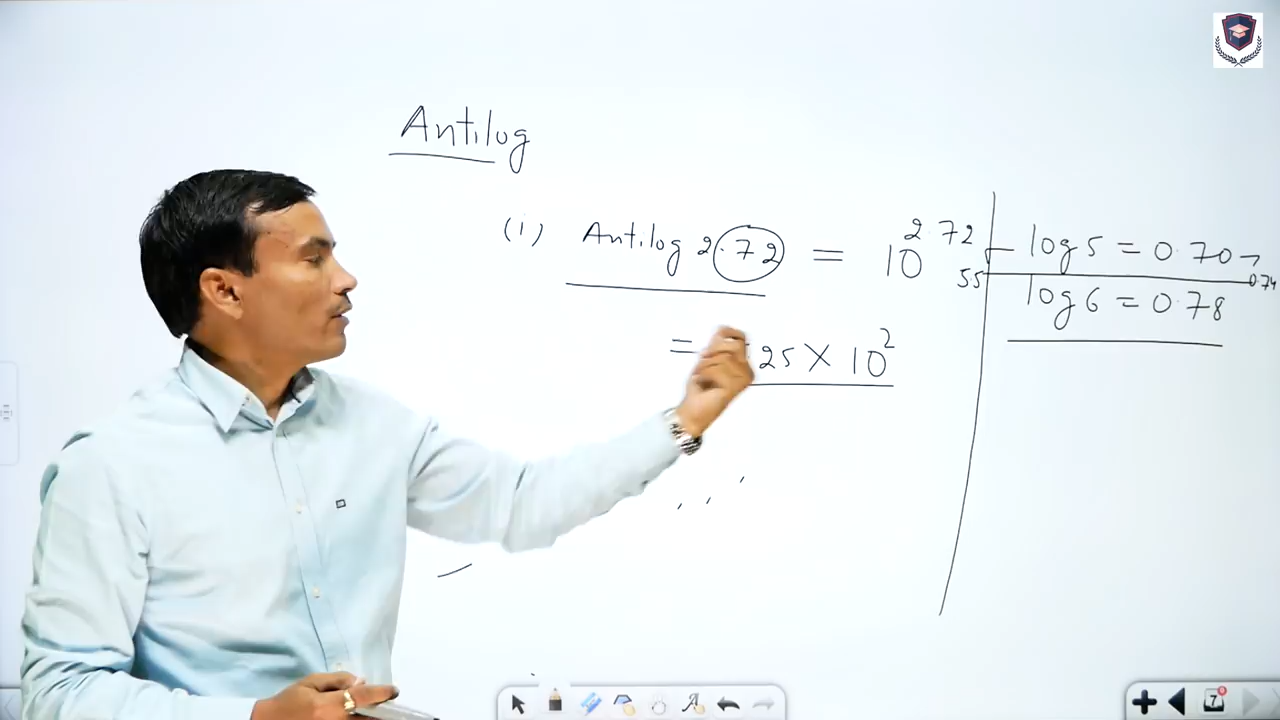 Antilog
(i) Antilog 2.72 = 10^2.72
= 25 × 10^2
log 5 = 0.70
55
0.74
log 6 = 0.78
7